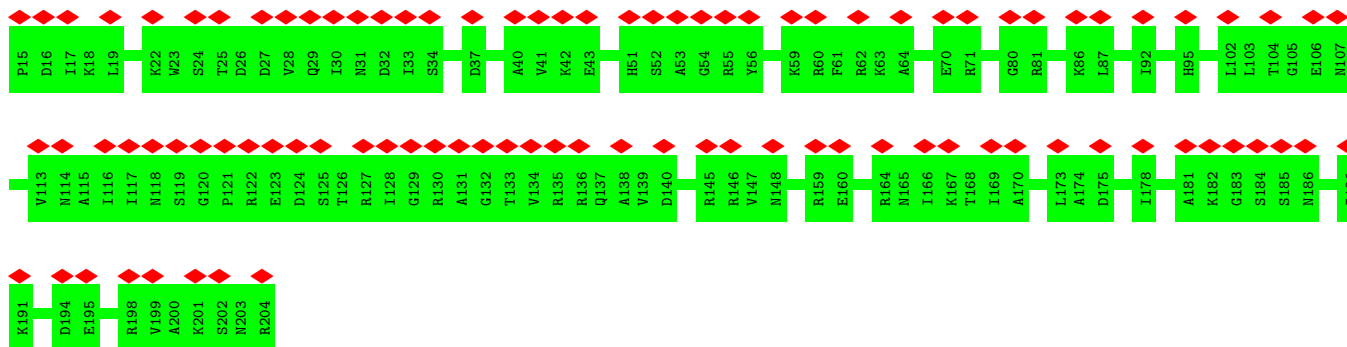 P15 D16 I17 K18 L19 K22 W23 S24 T25 D26 D27 V28 Q29 I30 N31 D32 I33 S34 D37 A40 V41 K42 E43 H51 S52 A53 G54 R55 Y56 K59 R60 F61 R62 K63 A64 E70 R71 G80 R81 K86 L87 I92 H95 L102 L103 T104 G105 E106 N107
V113 N114 A115 I116 I117 N118 S119 G120 P121 R122 E123 D124 S125 T126 R127 I128 G129 R130 A131 G132 T133 V134 R135 R136 Q137 A138 V139 D140 R145 R146 V147 N148 R159 E160 R164 N165 I166 K167 T168 I169 A170 L173 A174 D175 I178 A181 K182 G183 S184 S185 N186
K191 D194 E195 R198 V199 A200 K201 S202 N203 R204